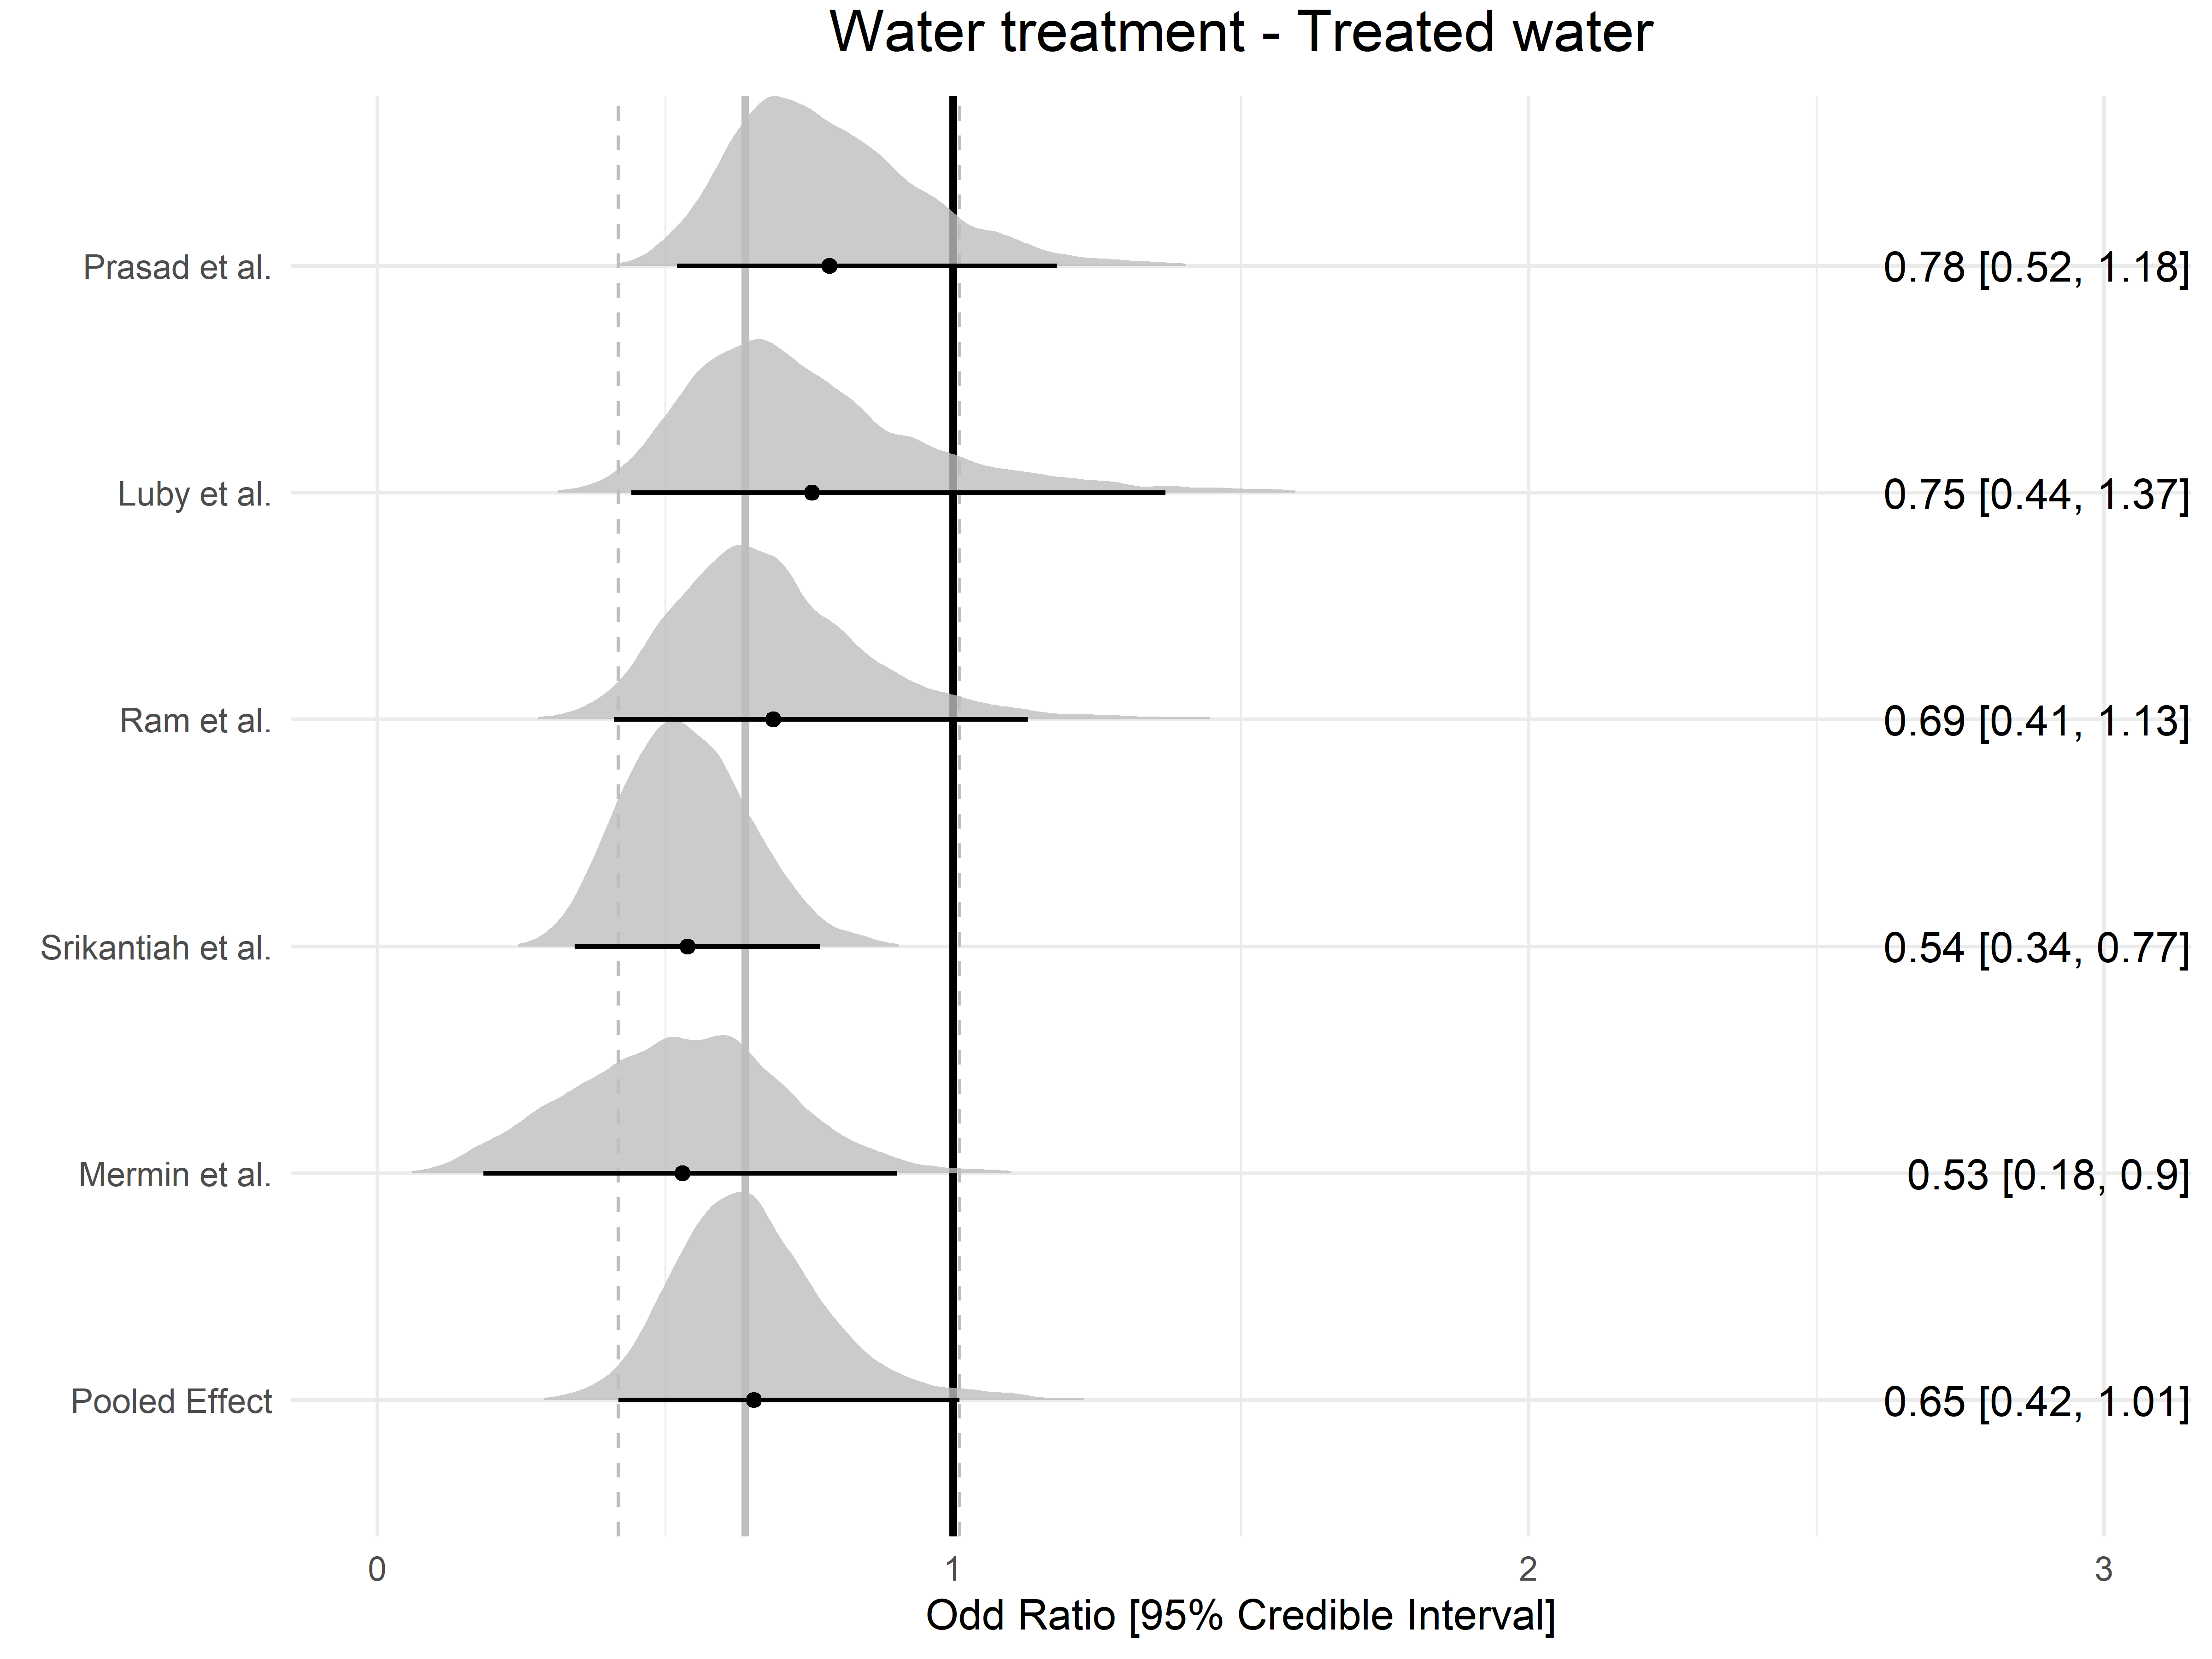 Water treatment - Treated water
Prasad et al. 0.78 [0.52, 1.18]
Luby et al. 0.75 [0.44, 1.37]
Ram et al. 0.69 [0.41, 1.13]
Srikantiah et al. 0.54 [0.34, 0.77]
Mermin et al. 0.53 [0.18, 0.9]
Pooled Effect 0.65 [0.42, 1.01]
0 1 2 3
Odd Ratio [95% Credible Interval]